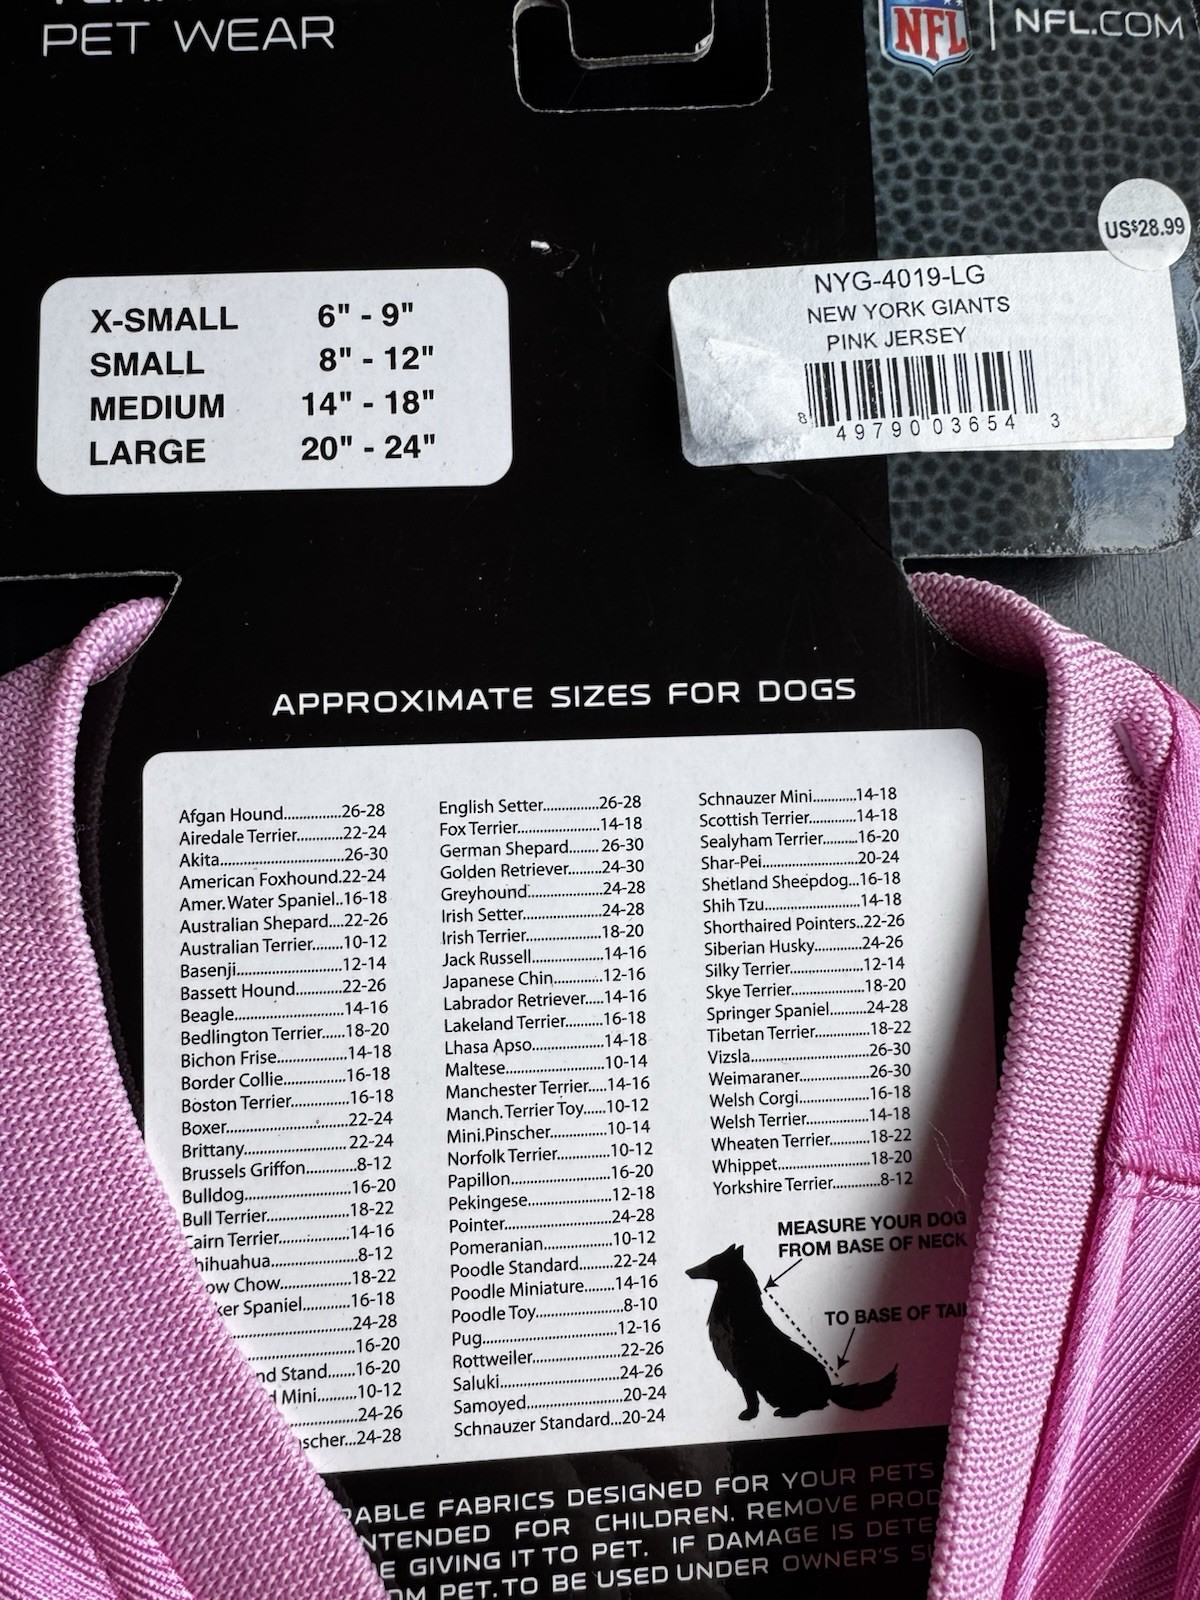 PET WEAR
NFL
NFL.COM
US$28.99
X-SMALL 6" - 9"
SMALL 8" - 12"
MEDIUM 14" - 18"
LARGE 20" - 24"
NYG-4019-LG
NEW YORK GIANTS
PINK JERSEY
8 49790 03654 3
APPROXIMATE SIZES FOR DOGS
Afgan Hound..............26-28
Airedale Terrier...........22-24
Akita..............................26-30
American Foxhound.22-24
Amer.Water Spaniel..16-18
Australian Shepard....22-26
Australian Terrier.......10-12
Basenji.........................12-14
Bassett Hound...........22-26
Beagle..........................14-16
Bedlington Terrier.....18-20
Bichon Frise.................14-18
Border Collie...............16-18
Boston Terrier.............16-18
Boxer............................22-24
Brittany........................22-24
Brussels Griffon............8-12
Bulldog.........................16-20
Bull Terrier...................18-22
Cairn Terrier.................14-16
hihuahua.....................8-12
ow Chow.................18-22
ker Spaniel...........16-18
24-28
16-20
nd Stand......16-20
d Mini.........10-12
24-26
scher...24-28
English Setter.............26-28
Fox Terrier...................14-18
German Shepard....... 26-30
Golden Retriever........24-30
Greyhound.................24-28
Irish Setter..................24-28
Irish Terrier.................18-20
Jack Russell................14-16
Japanese Chin............12-16
Labrador Retriever....14-16
Lakeland Terrier.........16-18
Lhasa Apso.................14-18
Maltese.......................10-14
Manchester Terrier....14-16
Manch.Terrier Toy.....10-12
Mini.Pinscher.............10-14
Norfolk Terrier............10-12
Papillon.......................16-20
Pekingese...................12-18
Pointer........................24-28
Pomeranian...............10-12
Poodle Standard........22-24
Poodle Miniature.......14-16
Poodle Toy...................8-10
Pug..............................12-16
Rottweiler...................22-26
Saluki..........................24-26
Samoyed.....................20-24
Schnauzer Standard...20-24
Schnauzer Mini..........14-18
Scottish Terrier...........14-18
Sealyham Terrier........16-20
Shar-Pei......................20-24
Shetland Sheepdog...16-18
Shih Tzu......................14-18
Shorthaired Pointers..22-26
Siberian Husky...........24-26
Silky Terrier................12-14
Skye Terrier................18-20
Springer Spaniel........24-28
Tibetan Terrier...........18-22
Vizsla..........................26-30
Weimaraner...............26-30
Welsh Corgi................16-18
Welsh Terrier..............14-18
Wheaten Terrier.........18-22
Whippet.....................18-20
Yorkshire Terrier...........8-12
MEASURE YOUR DOG
FROM BASE OF NECK
TO BASE OF TAI
RABLE FABRICS DESIGNED FOR YOUR PETS
NTENDED FOR CHILDREN. REMOVE PROD
E GIVING IT TO PET. IF DAMAGE IS DETE
OM PET. TO BE USED UNDER OWNER'S SU